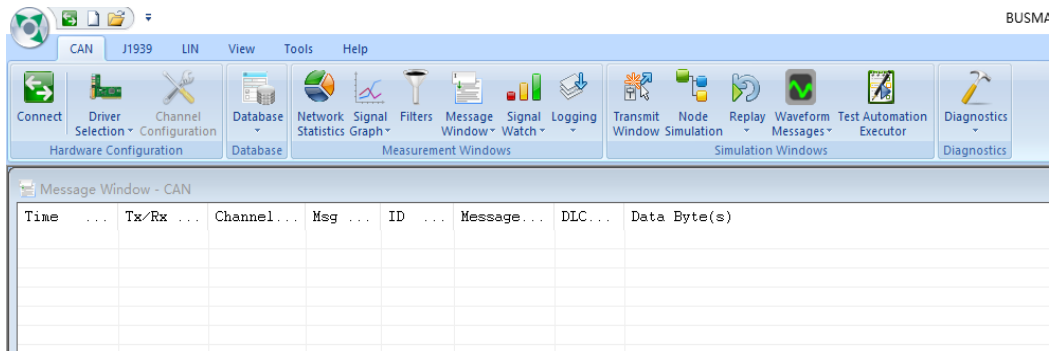 BUSMA
CAN J1939 LIN View Tools Help
Connect Driver Selection Channel Configuration Database Network Statistics Signal Graph Filters Message Window Signal Watch Logging Transmit Window Node Simulation Replay Waveform Messages Test Automation Executor Diagnostics
Hardware Configuration Database Measurement Windows Simulation Windows Diagnostics
Message Window - CAN
Time ... Tx/Rx ... Channel... Msg ... ID ... Message... DLC... Data Byte(s)